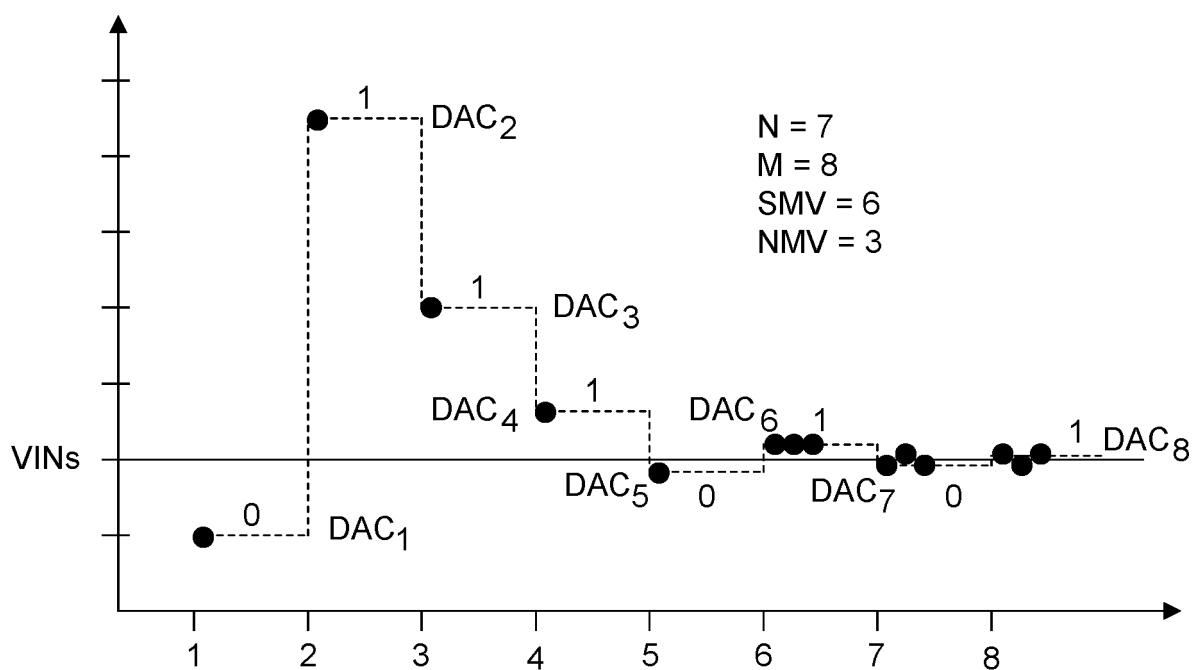 1
DAC2
N = 7
M = 8
SMV = 6
NMV = 3
1
DAC3
1
DAC4
DAC6
1
1
DAC8
VINs
DAC5
0
DAC7
0
0
DAC1
1 2 3 4 5 6 7 8